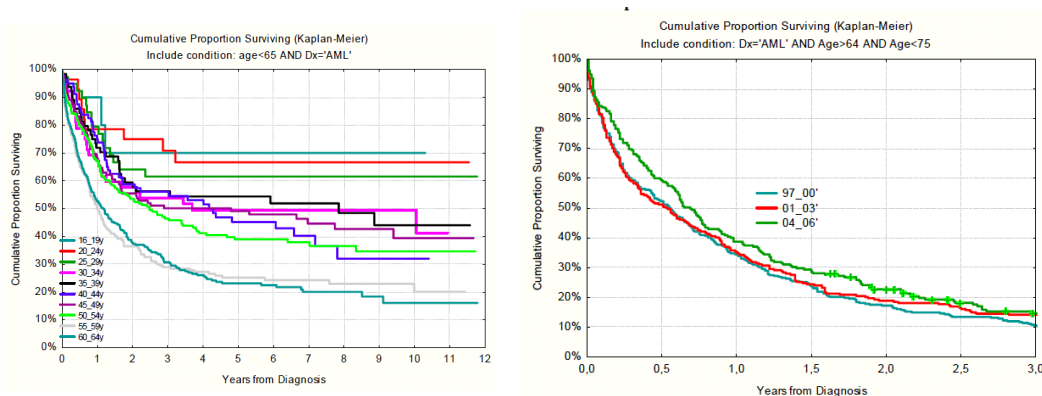 Cumulative Proportion Surviving (Kaplan-Meier)
Include condition: age<65 AND Dx='AML'
Cumulative Proportion Surviving
100%
90%
80%
70%
60%
50%
40%
30%
20%
10%
0%
16_19y
20_24y
25_29y
30_34y
35_39y
40_44y
45_49y
50_54y
55_59y
60_64y
0 1 2 3 4 5 6 7 8 9 10 11 12
Years from Diagnosis
Cumulative Proportion Surviving (Kaplan-Meier)
Include condition: Dx='AML' AND Age>64 AND Age<75
Cumulative Proportion Surviving
100%
90%
80%
70%
60%
50%
40%
30%
20%
10%
0%
97_00'
01_03'
04_06'
0,0 0,5 1,0 1,5 2,0 2,5 3,0
Years from Diagnosis